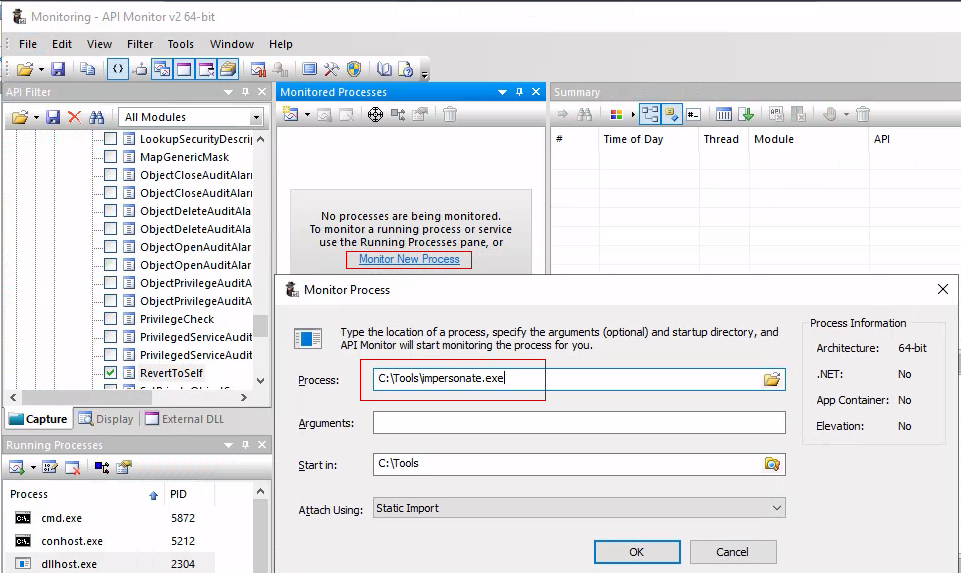 Monitoring - API Monitor v2 64-bit
File Edit View Filter Tools Window Help
API Filter
All Modules
LookupSecurityDescrip
MapGenericMask
ObjectCloseAuditAlarr
ObjectCloseAuditAlarr
ObjectDeleteAuditAla
ObjectDeleteAuditAla
ObjectOpenAuditAlar
ObjectOpenAuditAlar
ObjectPrivilegeAuditA
ObjectPrivilegeAuditA
PrivilegeCheck
PrivilegedServiceAudit
PrivilegedServiceAudit
RevertToSelf
Capture Display External DLL
Running Processes
Process PID
cmd.exe 5872
conhost.exe 5212
dllhost.exe 2304
Monitored Processes
No processes are being monitored.
To monitor a running process or service
use the Running Processes pane, or
Monitor New Process
Summary
# Time of Day Thread Module API
Monitor Process
Type the location of a process, specify the arguments (optional) and startup directory, and
API Monitor will start monitoring the process for you.
Process: C:\Tools\impersonate.exe
Arguments:
Start in: C:\Tools
Attach Using: Static Import
Process Information
Architecture: 64-bit
.NET: No
App Container: No
Elevation: No
OK Cancel